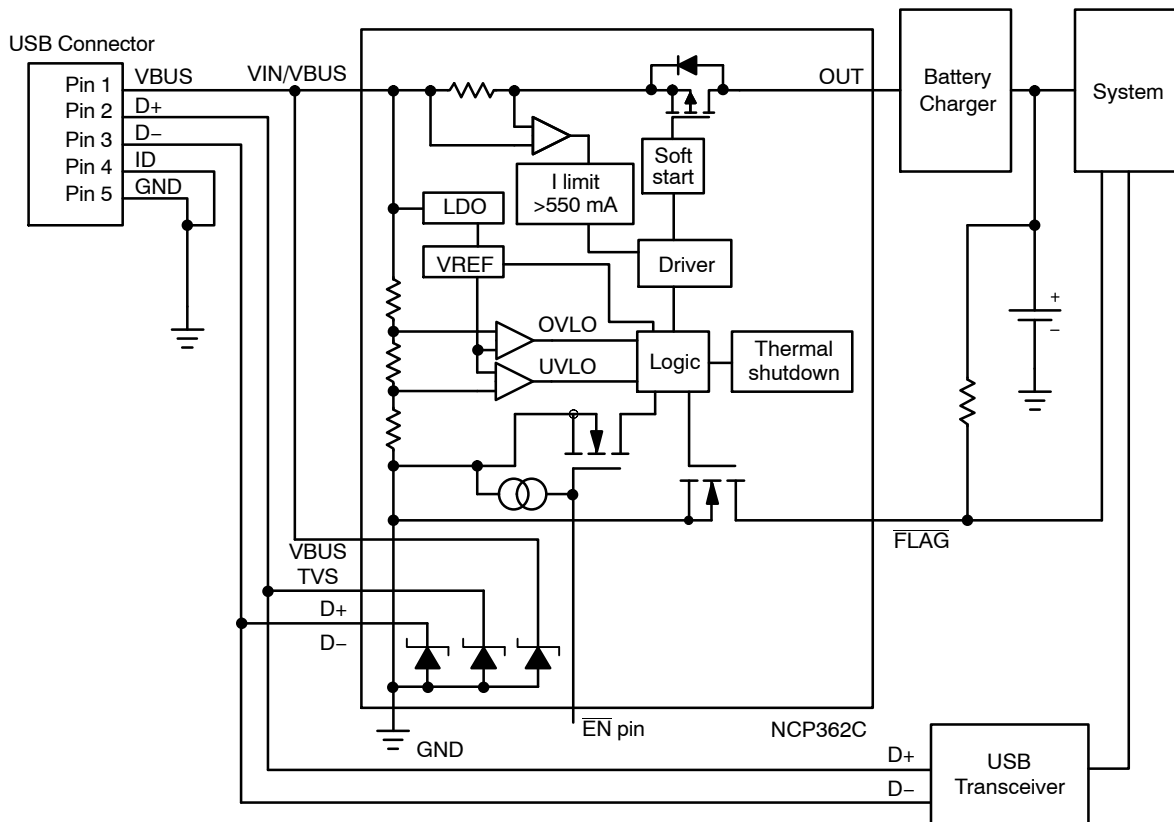 USB Connector
Pin 1
Pin 2
Pin 3
Pin 4
Pin 5
VBUS
D+
D−
ID
GND
VIN/VBUS
OUT
Battery
Charger
System
Soft
start
I limit
>550 mA
LDO
VREF
Driver
OVLO
UVLO
Logic
Thermal
shutdown
+
−
FLAG
VBUS
TVS
D+
D−
EN pin
NCP362C
GND
D+
D−
USB
Transceiver